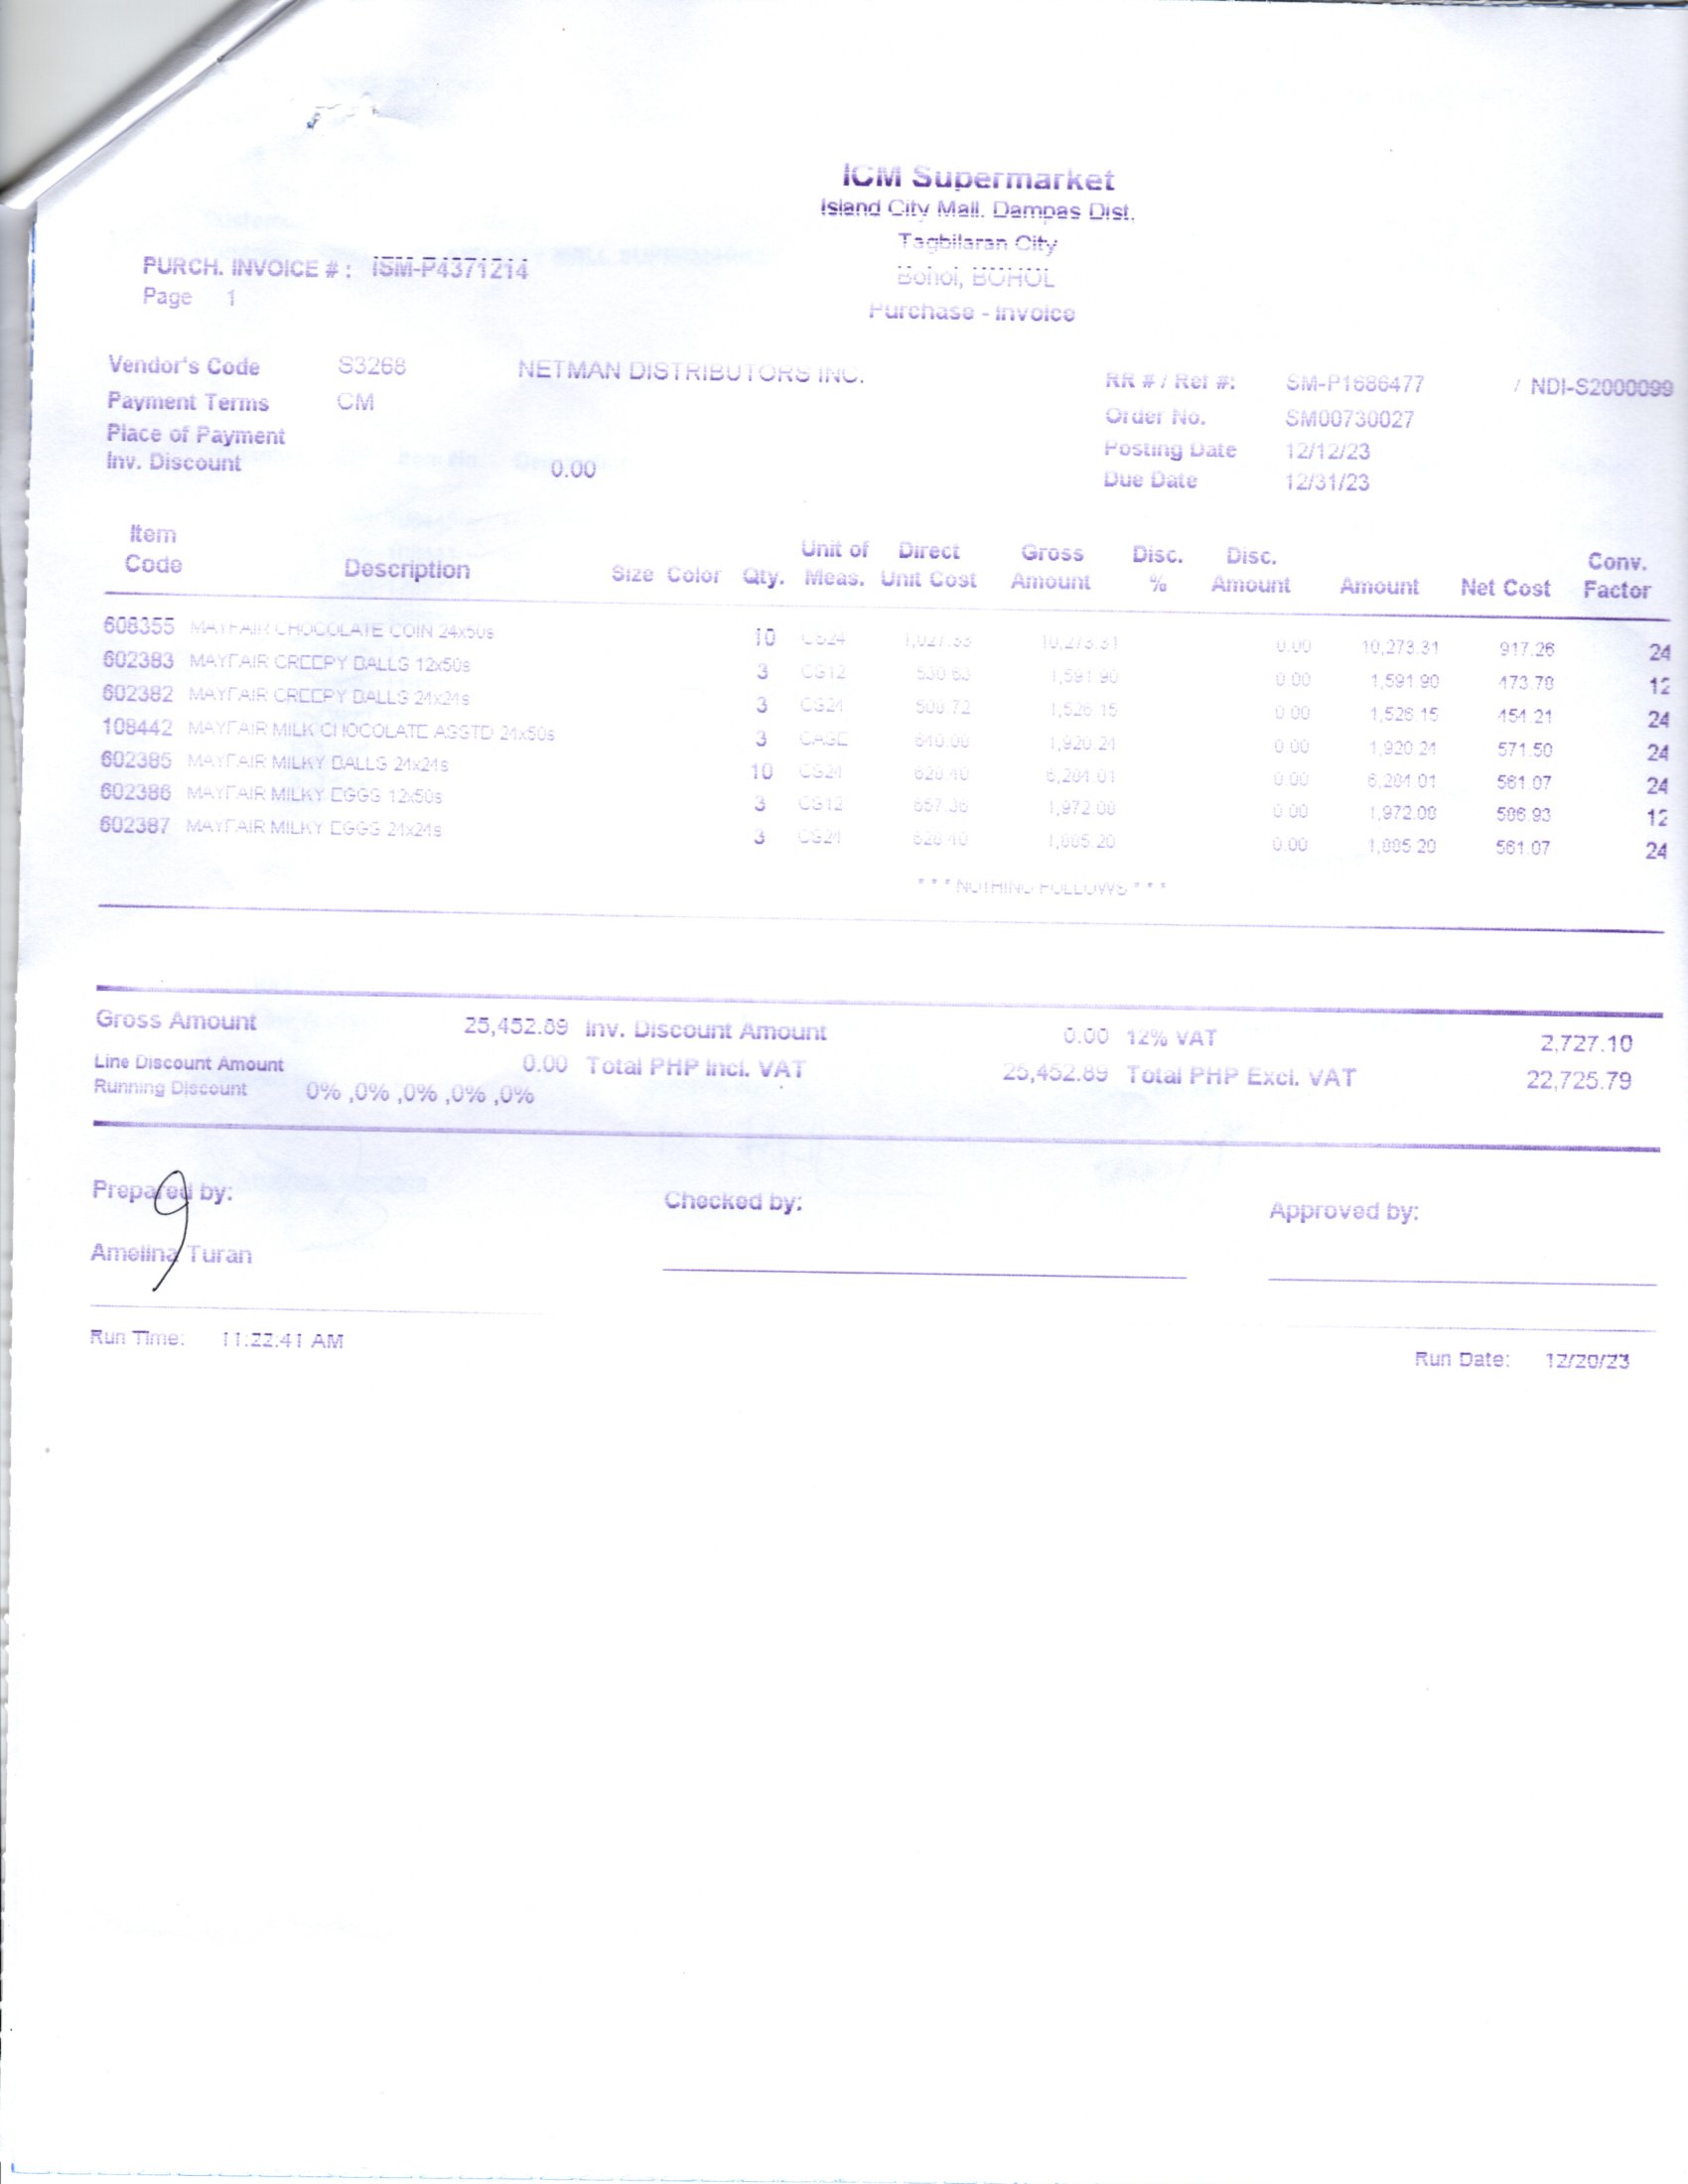 ICM Supermarket
Island City Mall, Dampas Dist.
Tagbilaran City
Bohol, BOHOL
Purchase - Invoice
PURCH. INVOICE # : ISM-P4371214
Page 1
Vendor's Code S3268 NETMAN DISTRIBUTORS INC. RR # / Ref #: SM-P1686477 / NDI-S2000099
Payment Terms CM Order No. SM00730027
Place of Payment Posting Date 12/12/23
Inv. Discount 0.00 Due Date 12/31/23
Item Code Description Size Color Qty. Unit of Meas. Direct Unit Cost Gross Amount Disc. % Disc. Amount Amount Net Cost Conv. Factor
608355 MAYFAIR CHOCOLATE COIN 24x50s 10 CS24 1,027.33 10,273.31 0.00 10,273.31 917.26 24
602383 MAYFAIR CREEPY BALLS 12x50s 3 CS12 530.63 1,591.90 0.00 1,591.90 473.78 12
602382 MAYFAIR CREEPY BALLS 24x24s 3 CS24 508.72 1,526.15 0.00 1,526.15 454.21 24
108442 MAYFAIR MILK CHOCOLATE ASSTD 24x50s 3 CASE 640.08 1,920.24 0.00 1,920.24 571.50 24
602385 MAYFAIR MILKY BALLS 24x24s 10 CS24 628.40 6,284.01 0.00 6,284.01 561.07 24
602386 MAYFAIR MILKY EGGS 12x50s 3 CS12 657.36 1,972.08 0.00 1,972.08 586.93 12
602387 MAYFAIR MILKY EGGS 24x24s 3 CS24 628.40 1,885.20 0.00 1,885.20 561.07 24
* * * NOTHING FOLLOWS * * *
Gross Amount 25,452.89 Inv. Discount Amount 0.00 12% VAT 2,727.10
Line Discount Amount 0.00 Total PHP Incl. VAT 25,452.89 Total PHP Excl. VAT 22,725.79
Running Discount 0% ,0% ,0% ,0% ,0%
Prepared by: Checked by: Approved by:
Amelina Turan
Run Time: 11:22:41 AM
Run Date: 12/20/23